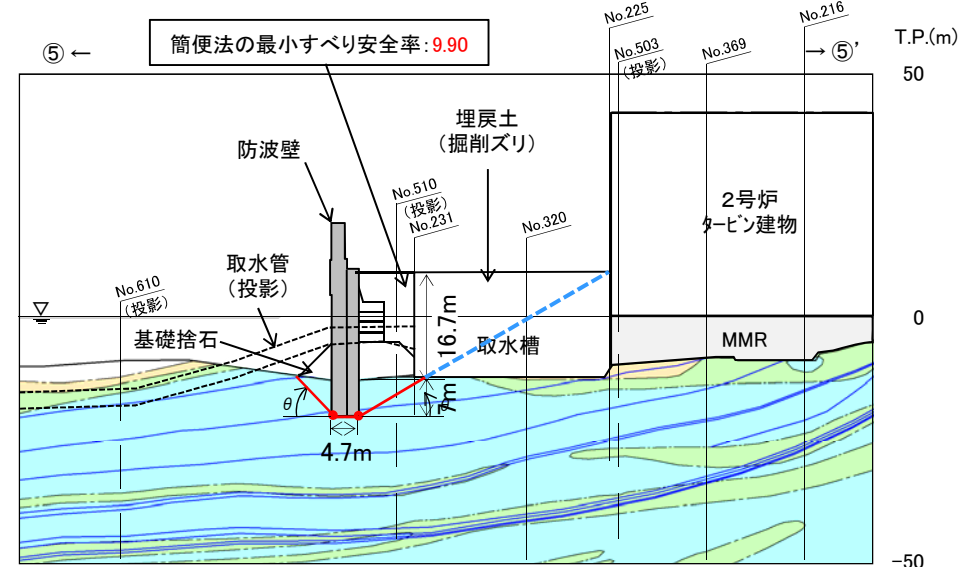 No.225
No.216
⑤ ←
簡便法の最小すべり安全率:9.90
No.503
(投影)
No.369
→ ⑤'
T.P.(m)
50
埋戻土
(掘削ズリ)
防波壁
No.510
(投影)
No.231
No.320
2号炉
タービン建物
取水管
(投影)
No.610
(投影)
0
基礎捨石
16.7m
取水槽
MMR
θ
7m
θ
4.7m
-50